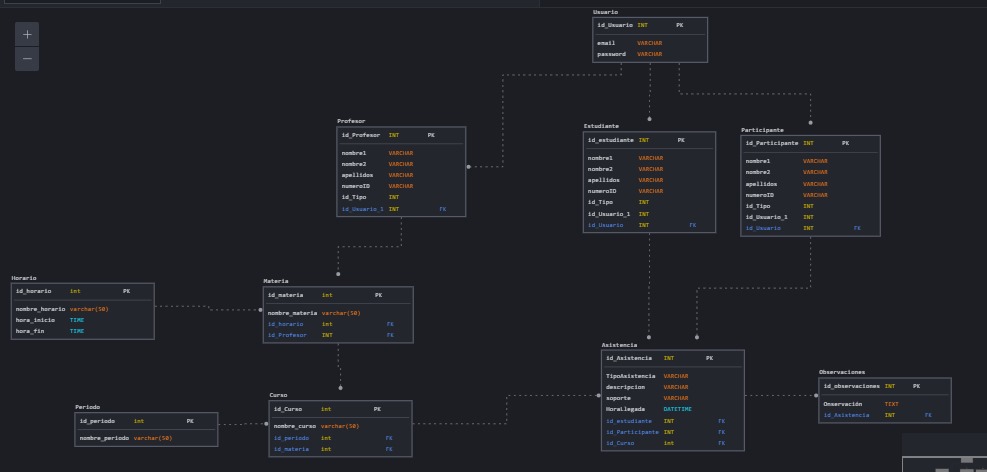 Usuario
id_Usuario INT PK
email VARCHAR
password VARCHAR
Profesor
id_Profesor INT PK
nombre1 VARCHAR
nombre2 VARCHAR
apellidos VARCHAR
numeroID VARCHAR
id_Tipo INT
id_Usuario_1 INT FK
Estudiante
id_estudiante INT PK
nombre1 VARCHAR
nombre2 VARCHAR
apellidos VARCHAR
numeroID VARCHAR
id_Tipo INT
id_Usuario_1 INT
id_Usuario INT FK
Participante
id_Participante INT PK
nombre1 VARCHAR
nombre2 VARCHAR
apellidos VARCHAR
numeroID VARCHAR
id_Tipo INT
id_Usuario_1 INT
id_Usuario INT FK
Horario
id_horario int PK
nombre_horario varchar(50)
hora_inicio TIME
hora_fin TIME
Materia
id_materia int PK
nombre_materia varchar(50)
id_horario int FK
id_Profesor INT FK
Periodo
id_periodo int PK
nombre_periodo varchar(50)
Curso
id_Curso int PK
nombre_curso varchar(50)
id_periodo int FK
id_materia int FK
Asistencia
id_Asistencia INT PK
TipoAsistencia VARCHAR
descripcion VARCHAR
soporte VARCHAR
HoraLlegada DATETIME
id_estudiante INT FK
id_Participante INT FK
id_Curso int FK
Observaciones
id_observaciones INT PK
Onservación TEXT
id_Asistencia INT FK